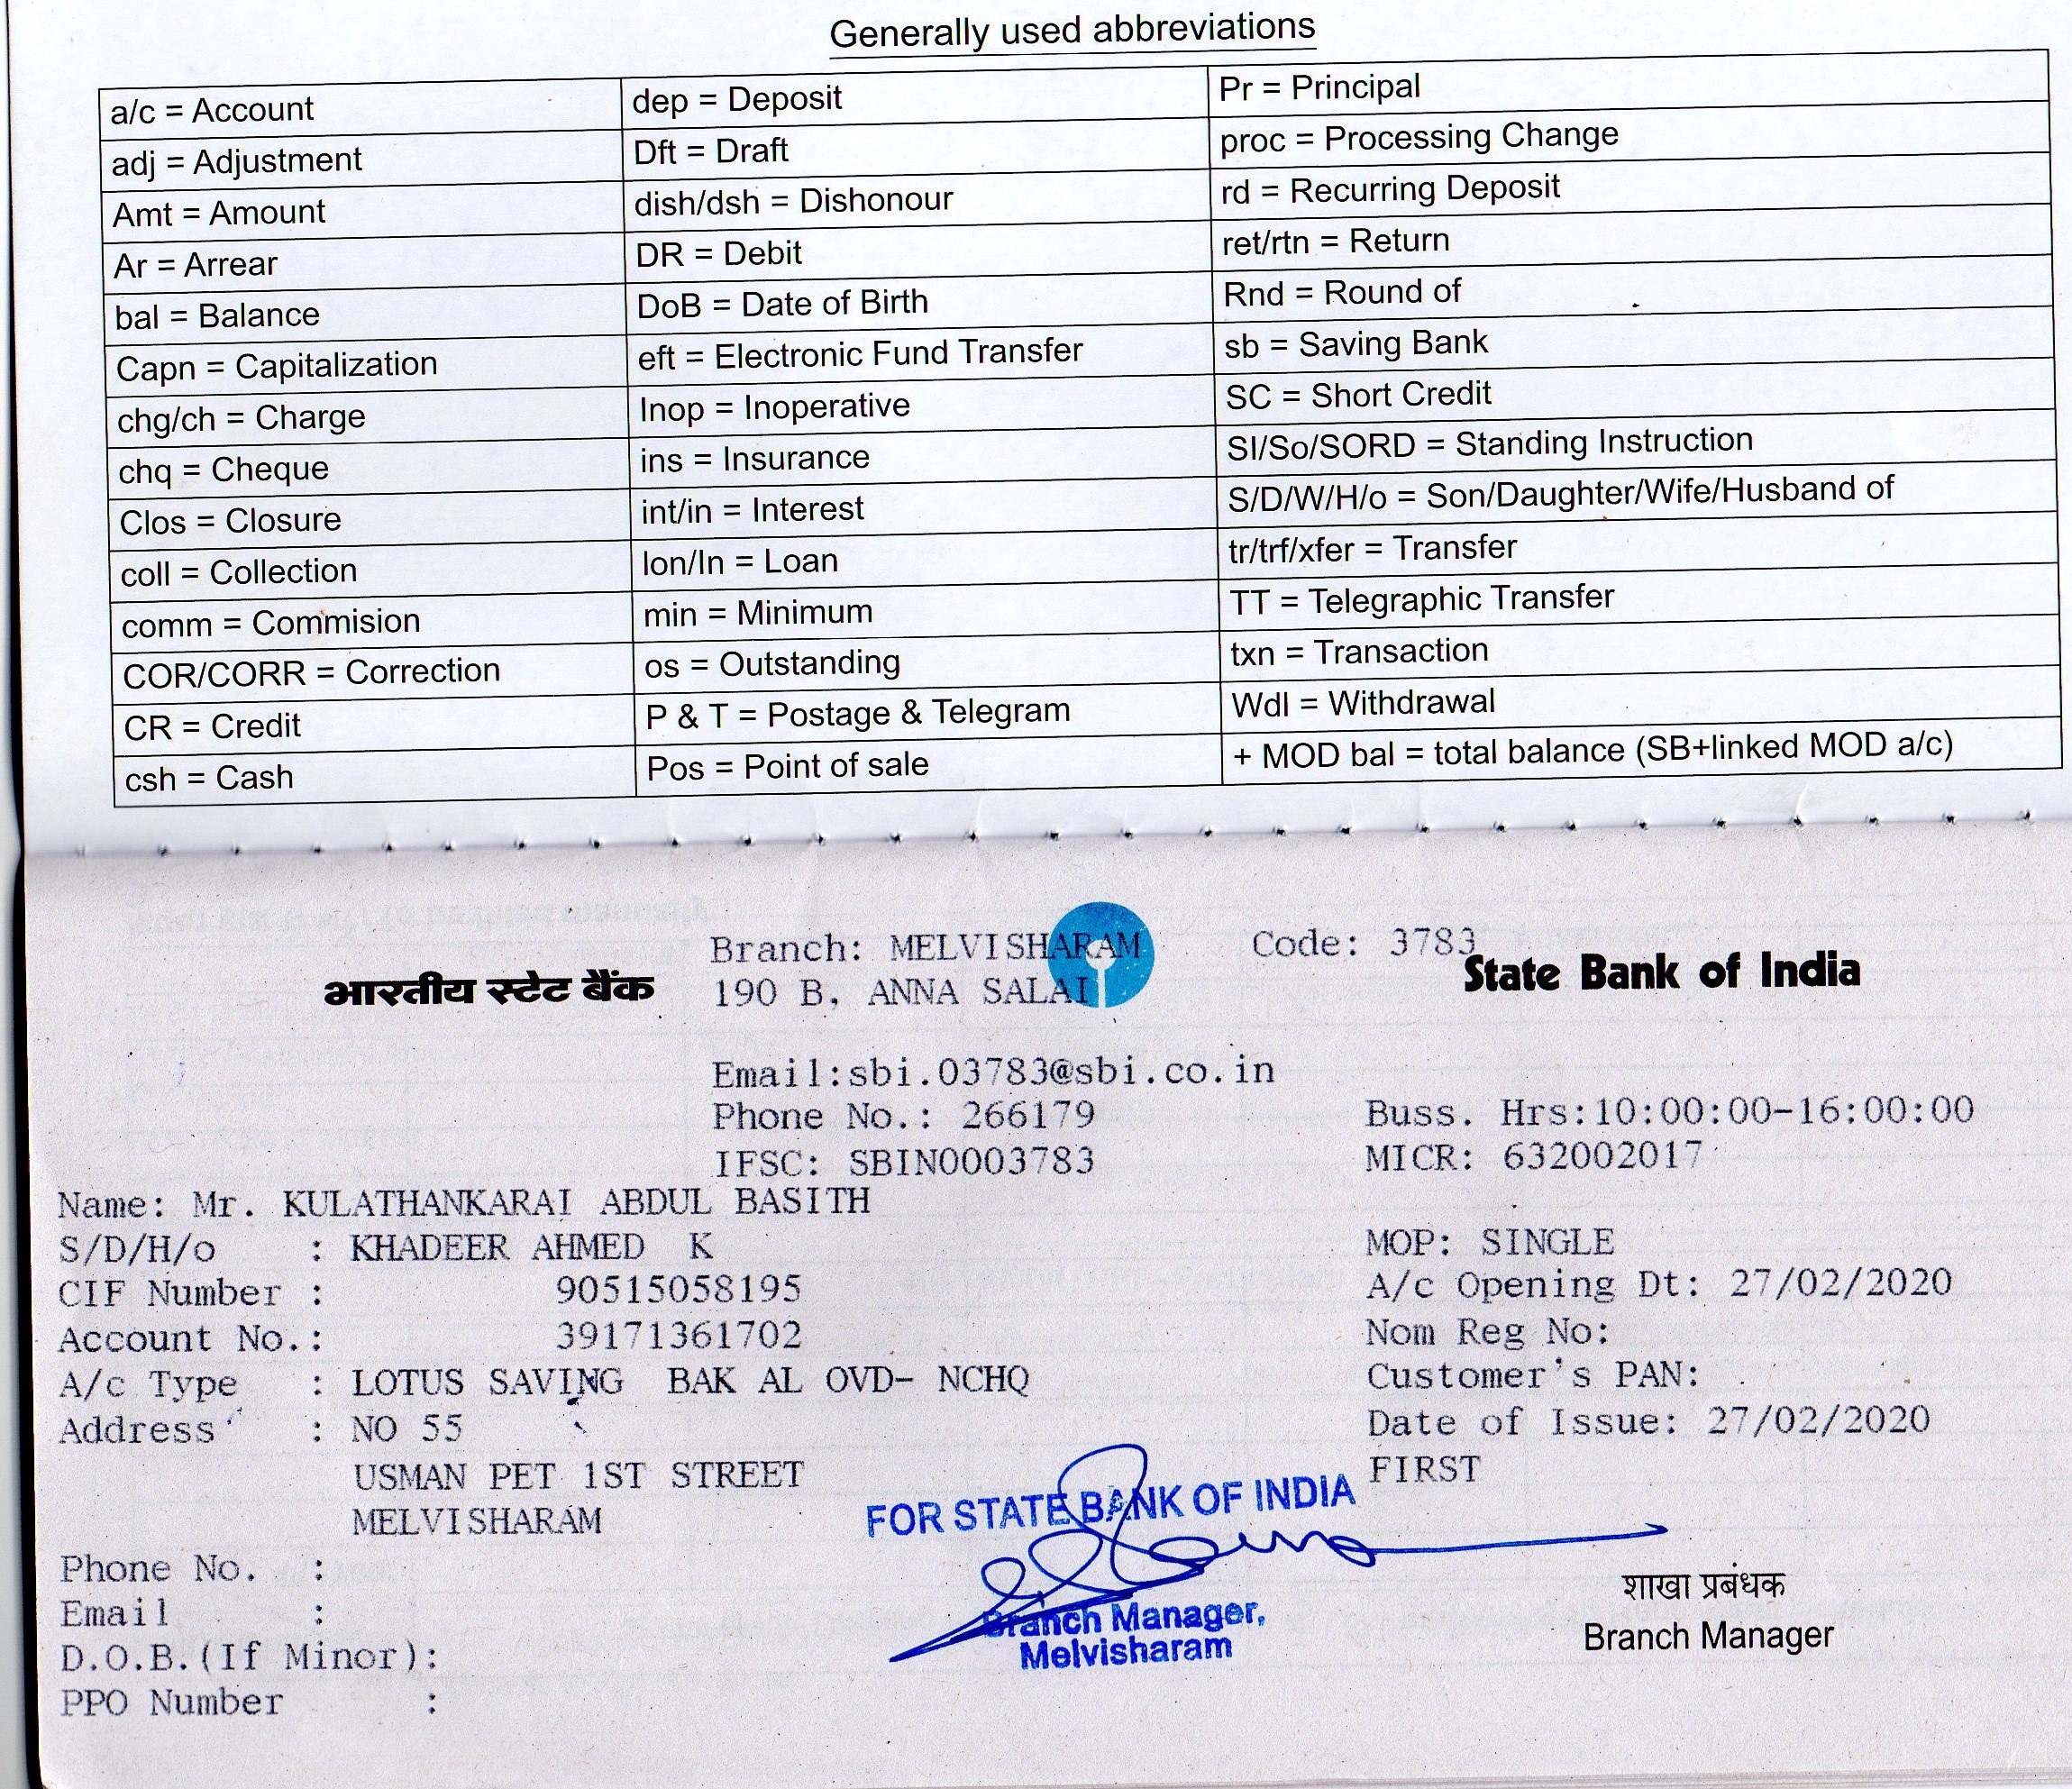 Generally used abbreviations
a/c = Account dep = Deposit Pr = Principal
adj = Adjustment Dft = Draft proc = Processing Change
Amt = Amount dish/dsh = Dishonour rd = Recurring Deposit
Ar = Arrear DR = Debit ret/rtn = Return
bal = Balance DoB = Date of Birth Rnd = Round of
Capn = Capitalization eft = Electronic Fund Transfer sb = Saving Bank
chg/ch = Charge Inop = Inoperative SC = Short Credit
chq = Cheque ins = Insurance SI/So/SORD = Standing Instruction
Clos = Closure int/in = Interest S/D/W/H/o = Son/Daughter/Wife/Husband of
coll = Collection lon/ln = Loan tr/trf/xfer = Transfer
comm = Commision min = Minimum TT = Telegraphic Transfer
COR/CORR = Correction os = Outstanding txn = Transaction
CR = Credit P & T = Postage & Telegram Wdl = Withdrawal
csh = Cash Pos = Point of sale + MOD bal = total balance (SB+linked MOD a/c)
Branch: MELVISHARAM Code: 3783
भारतीय स्टेट बैंक 190 B, ANNA SALAI State Bank of India
Email:sbi.03783@sbi.co.in
Phone No.: 266179 Buss. Hrs:10:00:00-16:00:00
IFSC: SBIN0003783 MICR: 632002017
Name: Mr. KULATHANKARAI ABDUL BASITH
S/D/H/o : KHADEER AHMED K MOP: SINGLE
CIF Number : 90515058195 A/c Opening Dt: 27/02/2020
Account No.: 39171361702 Nom Reg No:
A/c Type : LOTUS SAVING BAK AL OVD- NCHQ Customer's PAN:
Address : NO 55 Date of Issue: 27/02/2020
USMAN PET 1ST STREET FIRST
MELVISHARAM FOR STATE BANK OF INDIA
Phone No. :
Email : Branch Manager, शाखा प्रबंधक
D.O.B.(If Minor): Melvisharam Branch Manager
PPO Number :